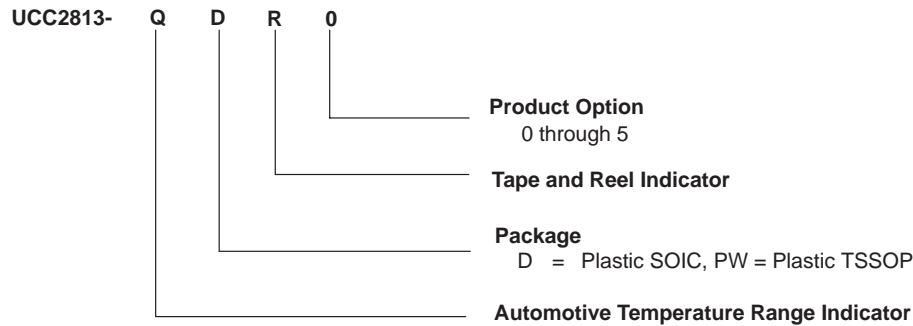 UCC2813- Q D R 0
Product Option
0 through 5
Tape and Reel Indicator
Package
D = Plastic SOIC, PW = Plastic TSSOP
Automotive Temperature Range Indicator